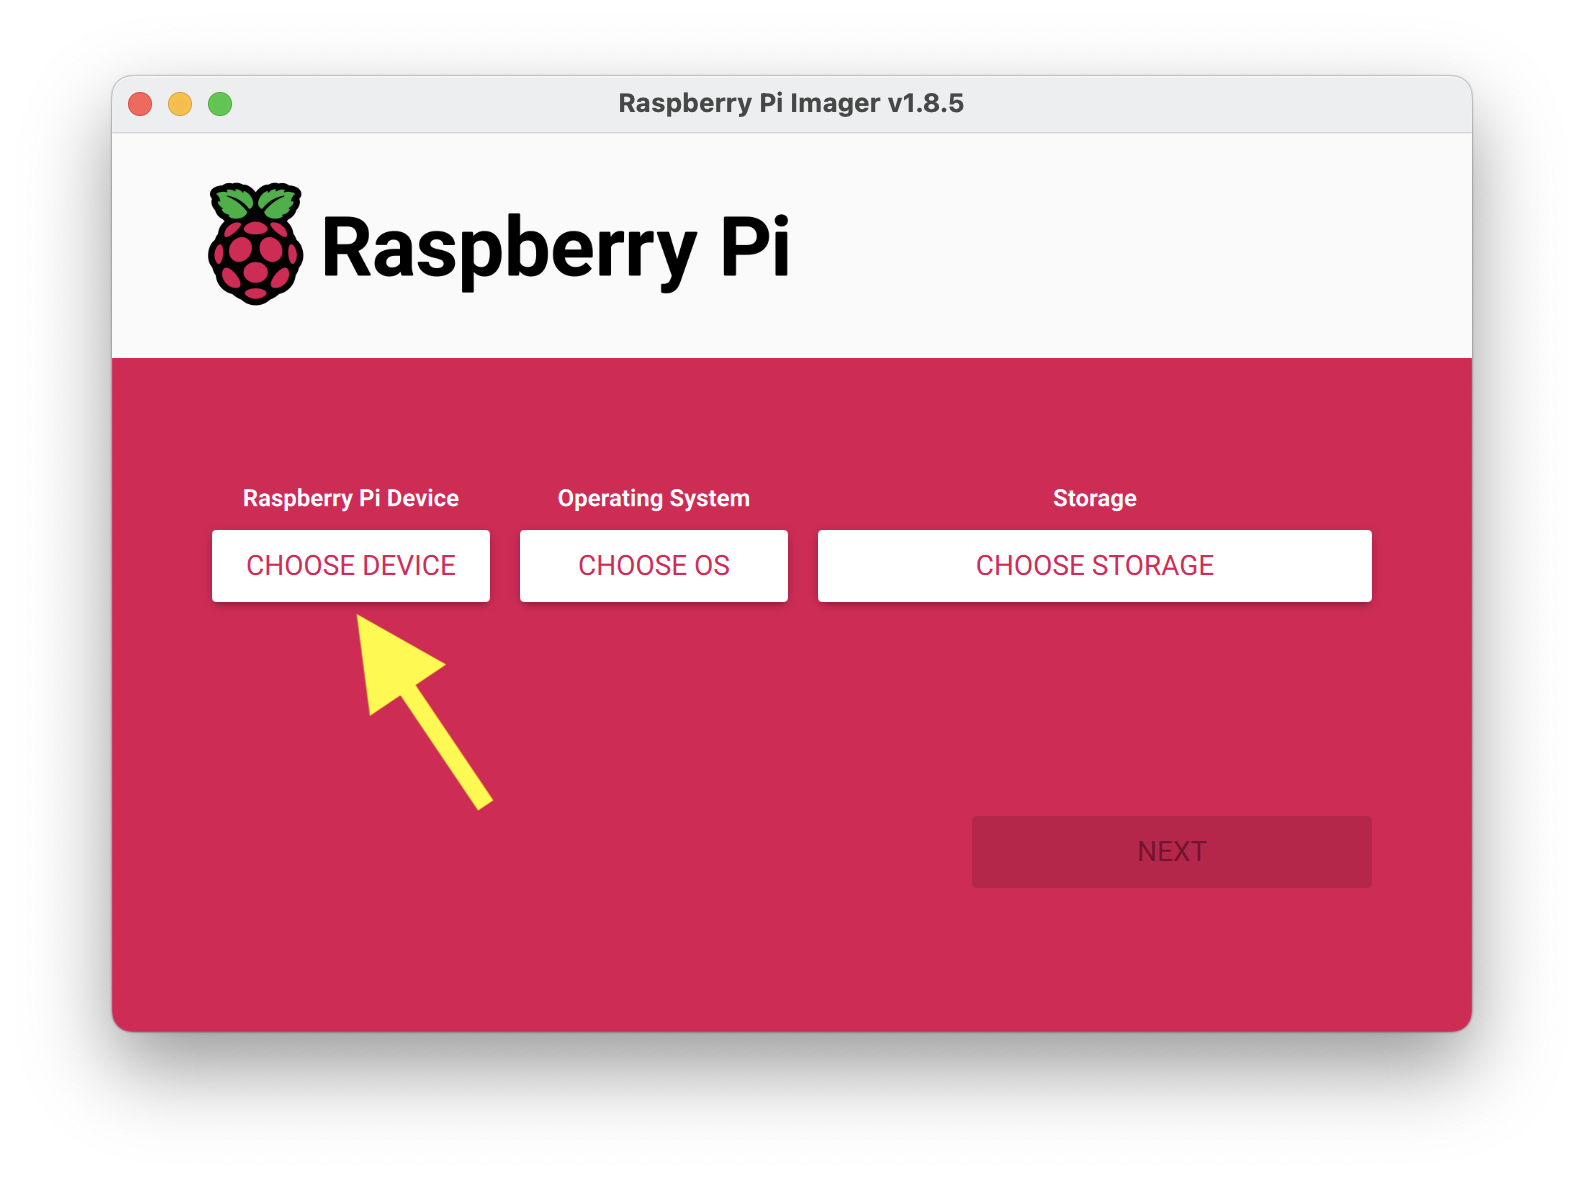 Raspberry Pi Imager v1.8.5
Raspberry Pi
Raspberry Pi Device
Operating System
Storage
CHOOSE DEVICE
CHOOSE OS
CHOOSE STORAGE
NEXT